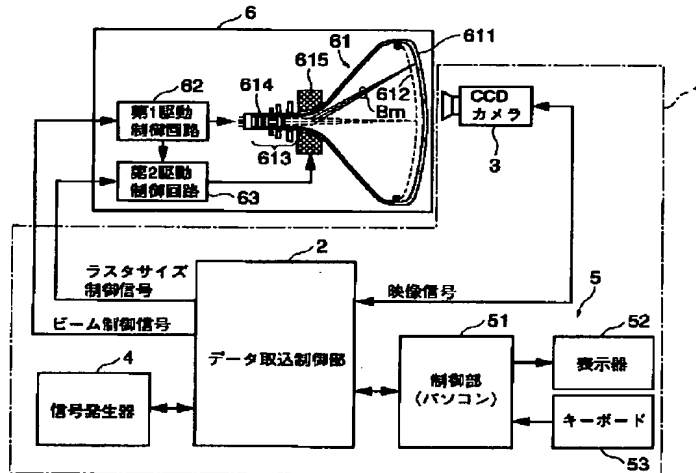 6
61
611
615
62
614
612
Bm
第1駆動
制御回路
613
第2駆動
制御回路
63
CCD
カメラ
3
2
ラスタサイズ
制御信号
ビーム制御信号
映像信号
データ取込制御部
4
信号発生器
5
51
制御部
(パソコン)
52
表示器
キーボード
53